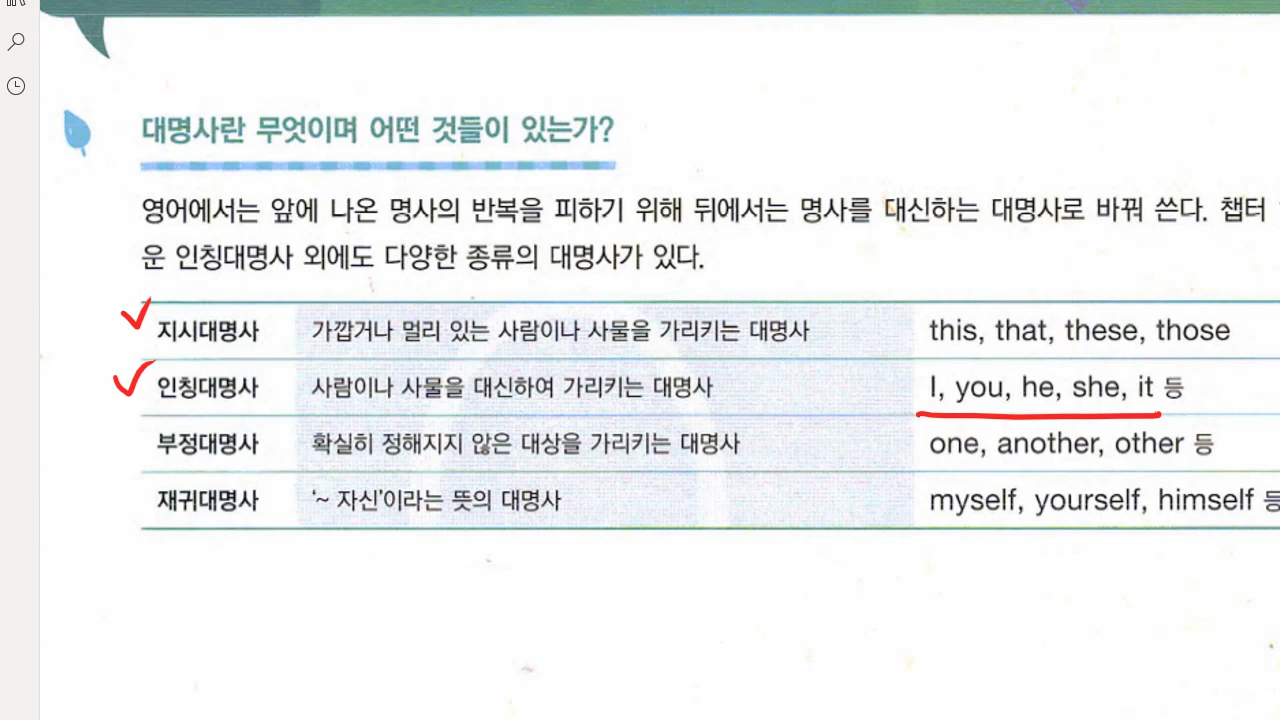 대명사란 무엇이며 어떤 것들이 있는가?
영어에서는 앞에 나온 명사의 반복을 피하기 위해 뒤에서는 명사를 대신하는 대명사로 바꿔 쓴다. 챕터
운 인칭대명사 외에도 다양한 종류의 대명사가 있다.
지시대명사 가깝거나 멀리 있는 사람이나 사물을 가리키는 대명사 this, that, these, those
인칭대명사 사람이나 사물을 대신하여 가리키는 대명사 I, you, he, she, it 등
부정대명사 확실히 정해지지 않은 대상을 가리키는 대명사 one, another, other 등
재귀대명사 '~ 자신'이라는 뜻의 대명사 myself, yourself, himself 등